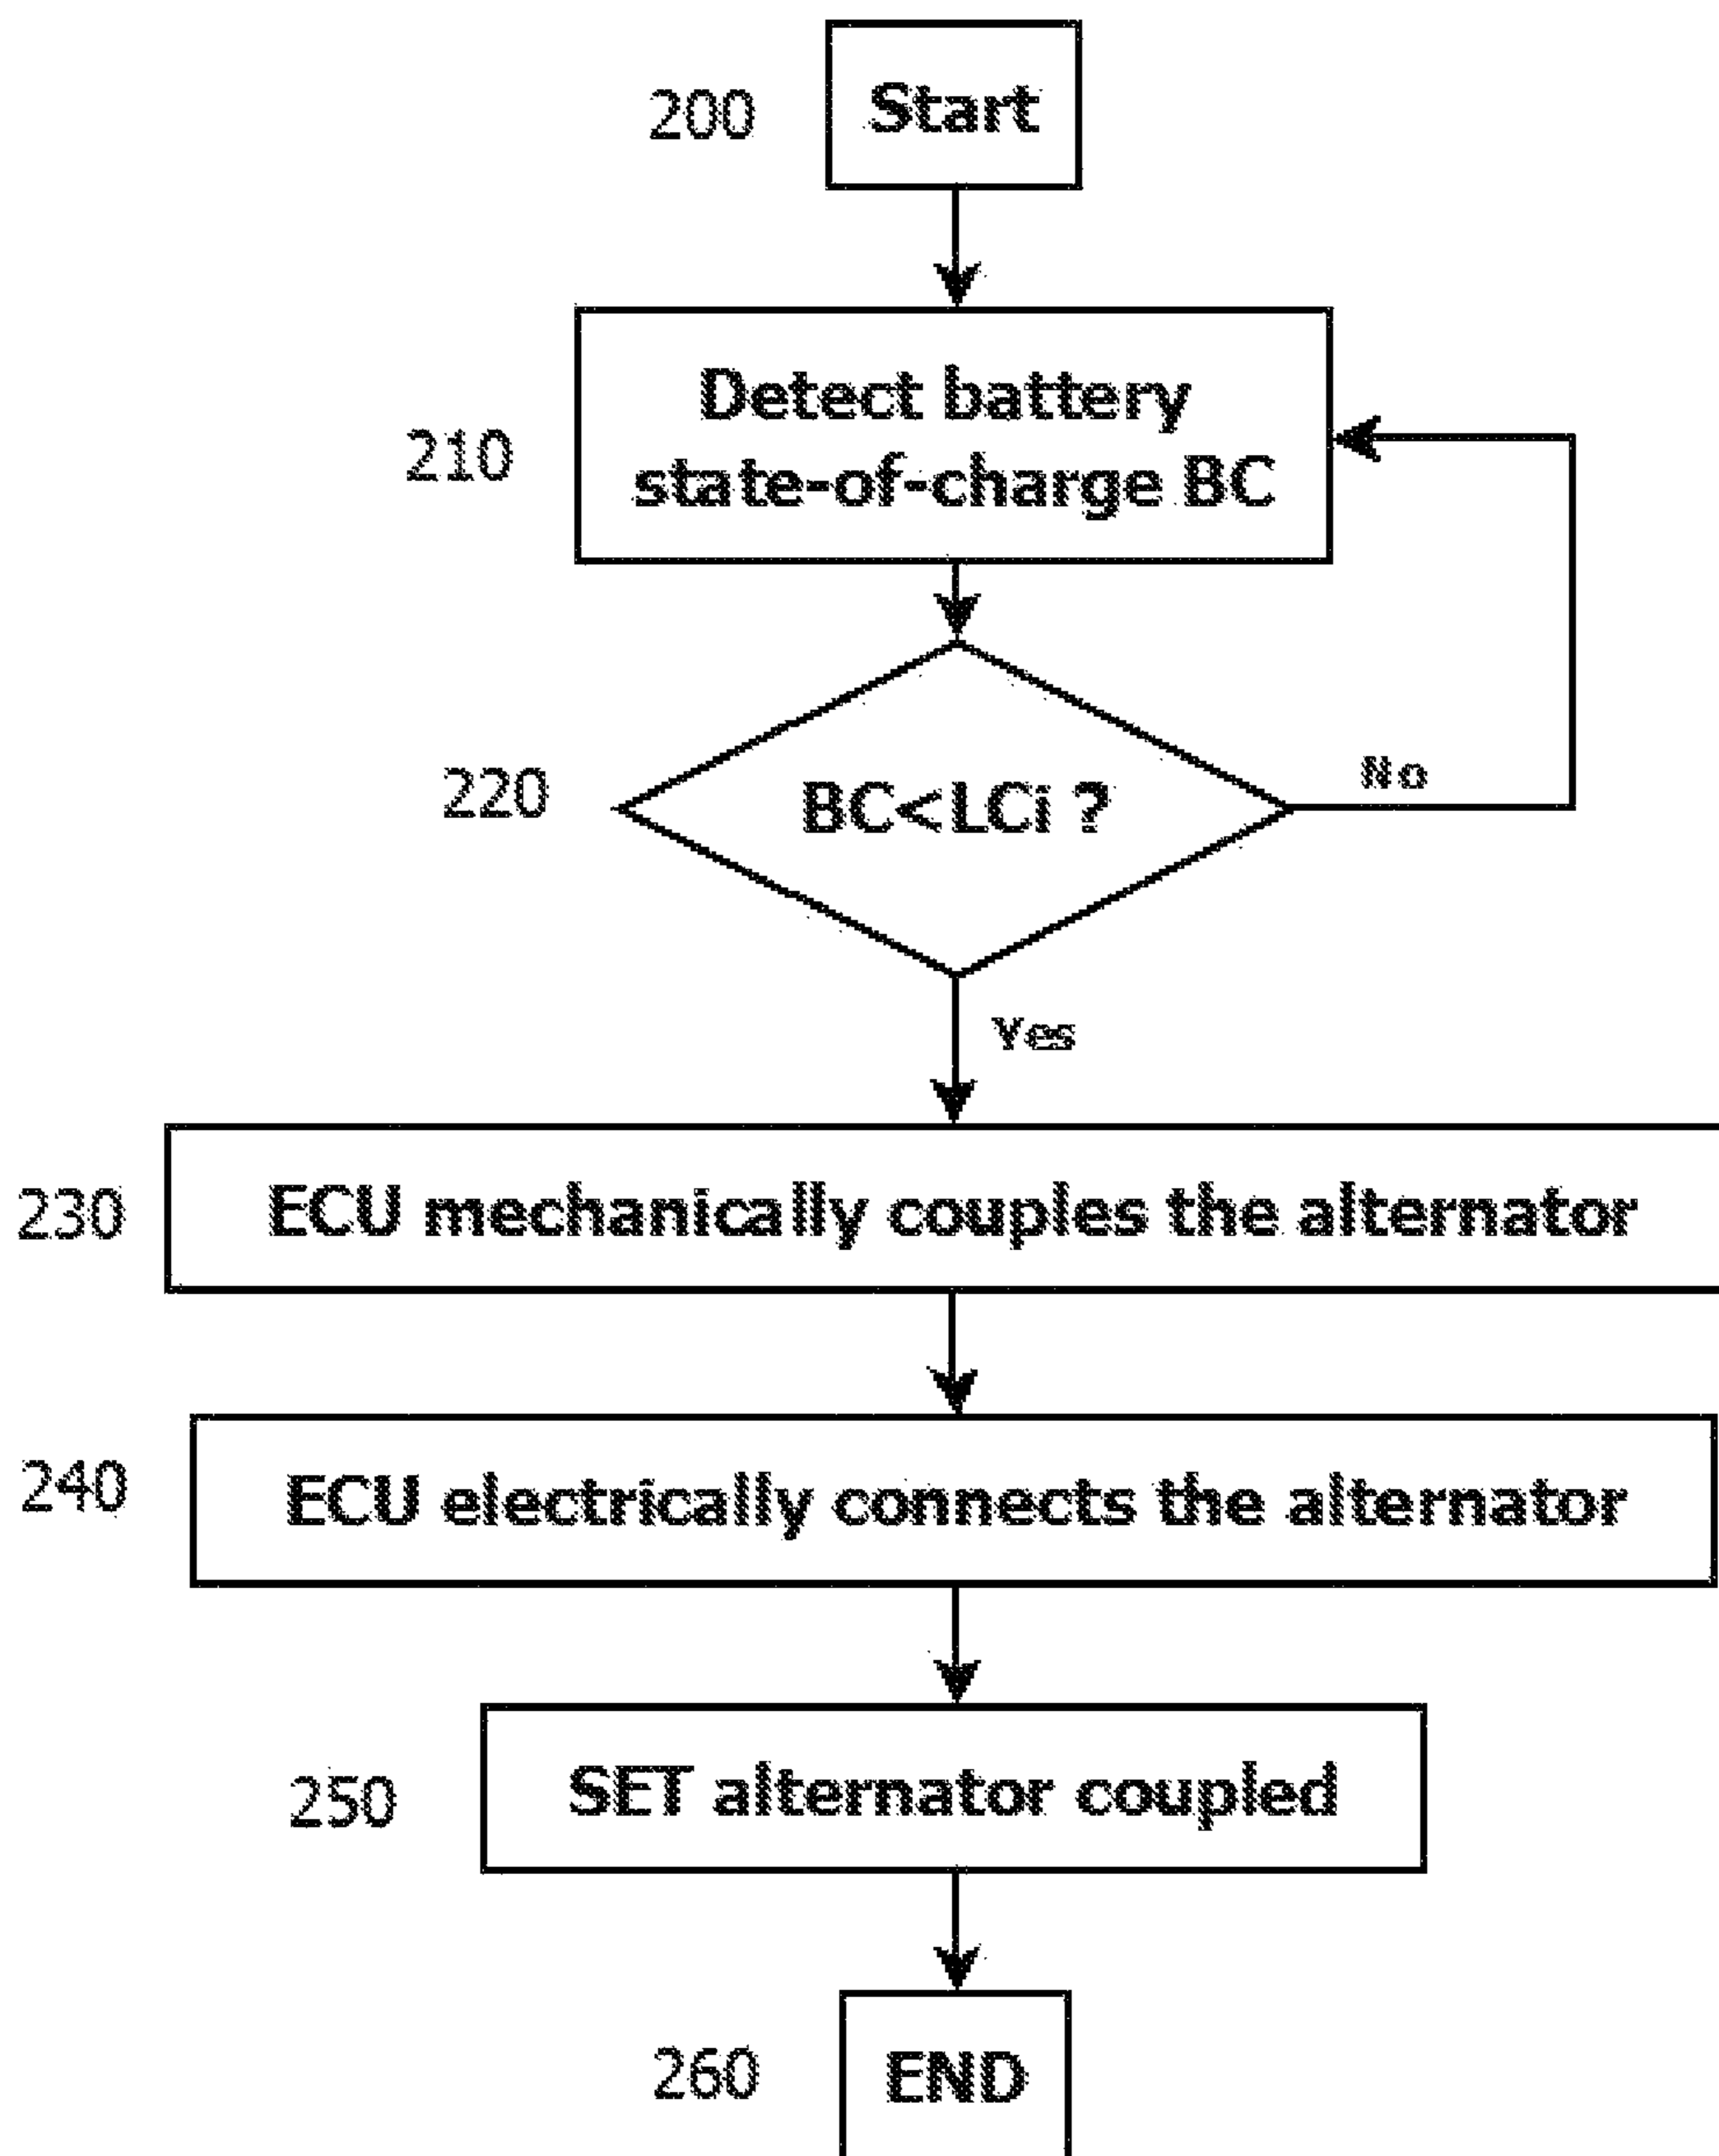 200
Start
210
Detect battery
state-of-charge BC
220
BC<LCi ?
No
Yes
230
ECU mechanically couples the alternator
240
ECU electrically connects the alternator
250
SET alternator coupled
260
END